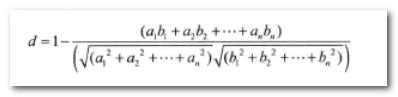 d = 1 − (a₁b₁ + a₂b₂ + ⋯ + aₙbₙ) / (√(a₁² + a₂² + ⋯ + aₙ²)√(b₁² + b₂² + ⋯ + bₙ²))